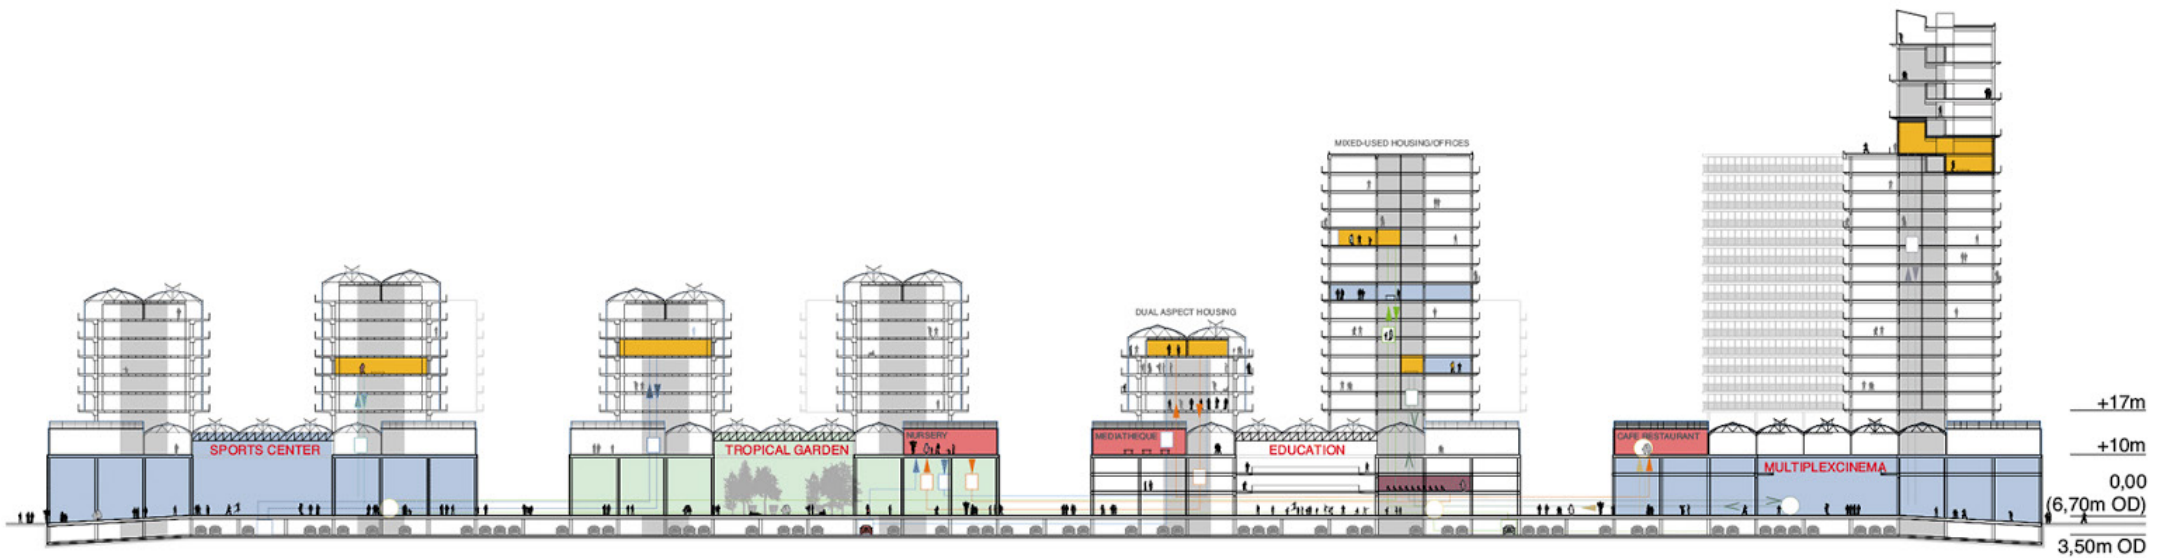 MIXED-USED HOUSING/OFFICES
DUAL ASPECT HOUSING
SPORTS CENTER
TROPICAL GARDEN
NURSERY
MEDIATHEQUE
EDUCATION
CAFE RESTAURANT
MULTIPLEXCINEMA
+17m
+10m
0,00
(6,70m OD)
3,50m OD